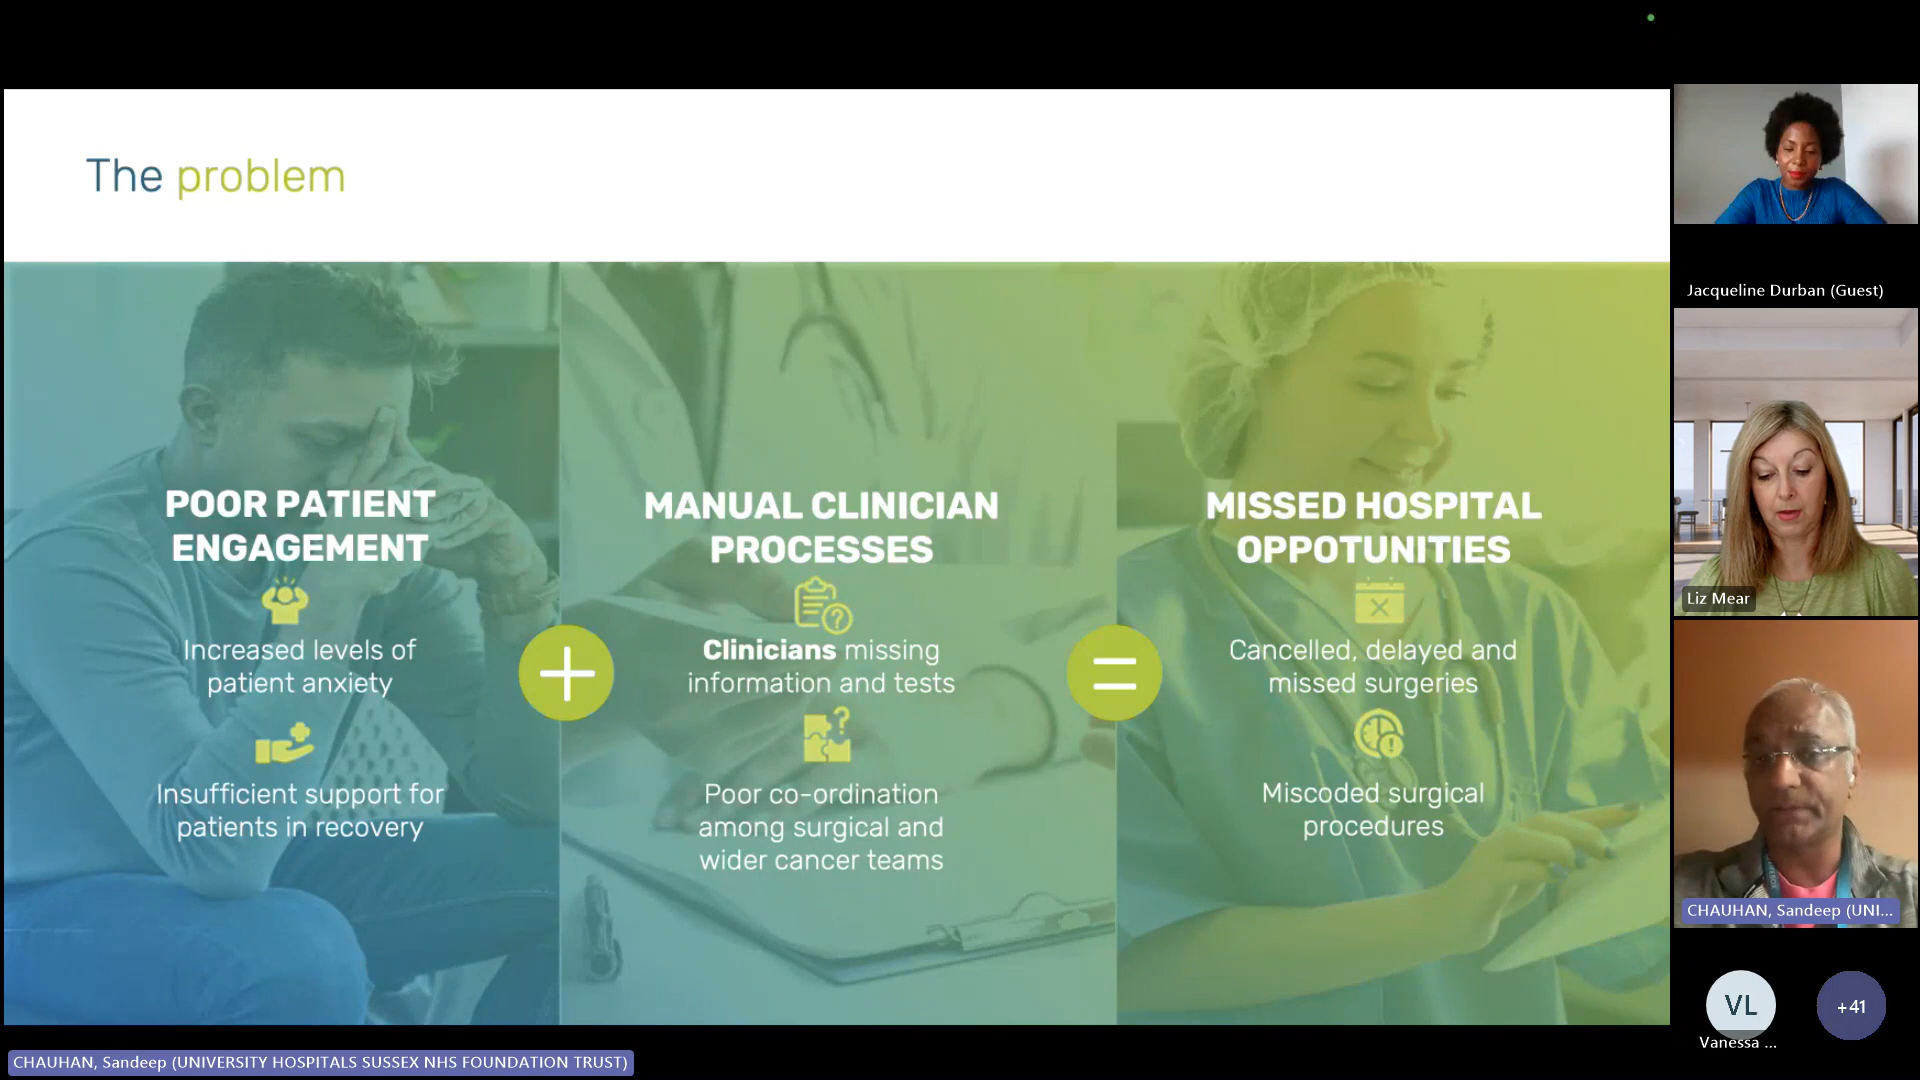 The problem
POOR PATIENT
ENGAGEMENT
Increased levels of
patient anxiety
Insufficient support for
patients in recovery
+
MANUAL CLINICIAN
PROCESSES
Clinicians missing
information and tests
Poor co-ordination
among surgical and
wider cancer teams
=
MISSED HOSPITAL
OPPOTUNITIES
Cancelled, delayed and
missed surgeries
Miscoded surgical
procedures
Jacqueline Durban (Guest)
Liz Mear
CHAUHAN, Sandeep (UNI...
VL
+41
Vanessa ...
CHAUHAN, Sandeep (UNIVERSITY HOSPITALS SUSSEX NHS FOUNDATION TRUST)